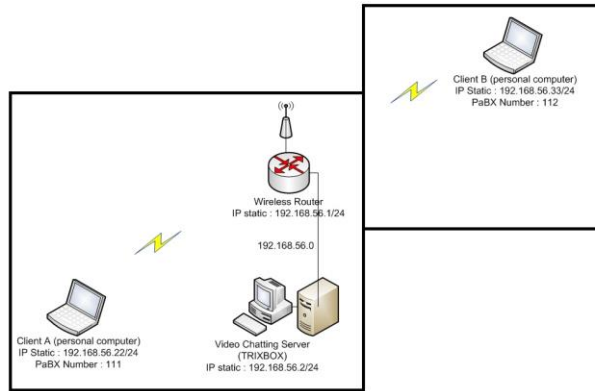 Client B (personal computer)
IP Static : 192.168.56.33/24
PaBX Number : 112
Wireless Router
IP static : 192.168.56.1/24
192.168.56.0
Client A (personal computer)
IP Static : 192.168.56.22/24
PaBX Number : 111
Video Chatting Server
(TRIXBOX)
IP static : 192.168.56.2/24